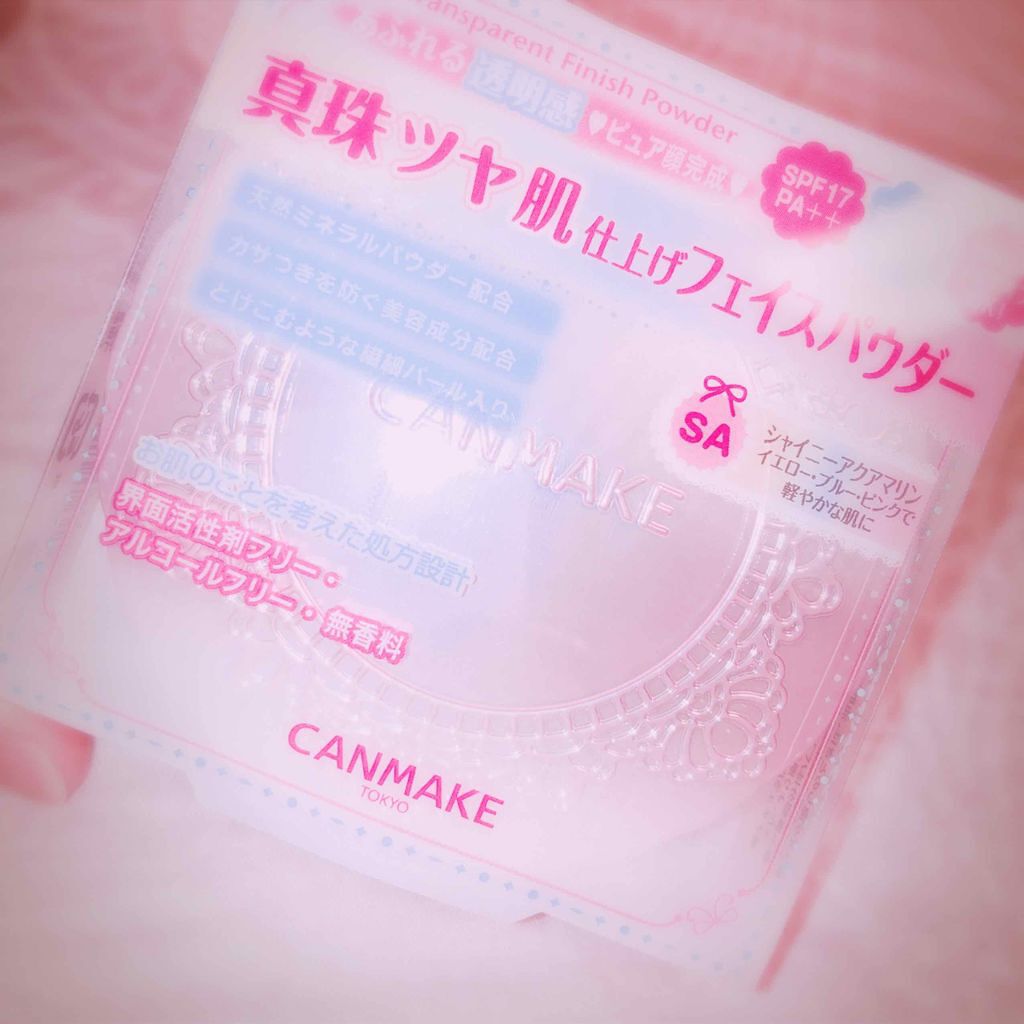 Transparent Finish Powder
あふれる透明感♥ピュア顔完成♥
真珠ツヤ肌仕上げフェイスパウダー
SPF17
PA++
天然ミネラルパウダー配合
カサつきを防ぐ美容成分配合
とけこむような繊細パール入り
CANMAKE
SA
シャイニーアクアマリン
イエロー・ブルー・ピンクで
軽やかな肌に
お肌のことを考えた処方設計
界面活性剤フリー・
アルコールフリー・無香料
CANMAKE
TOKYO